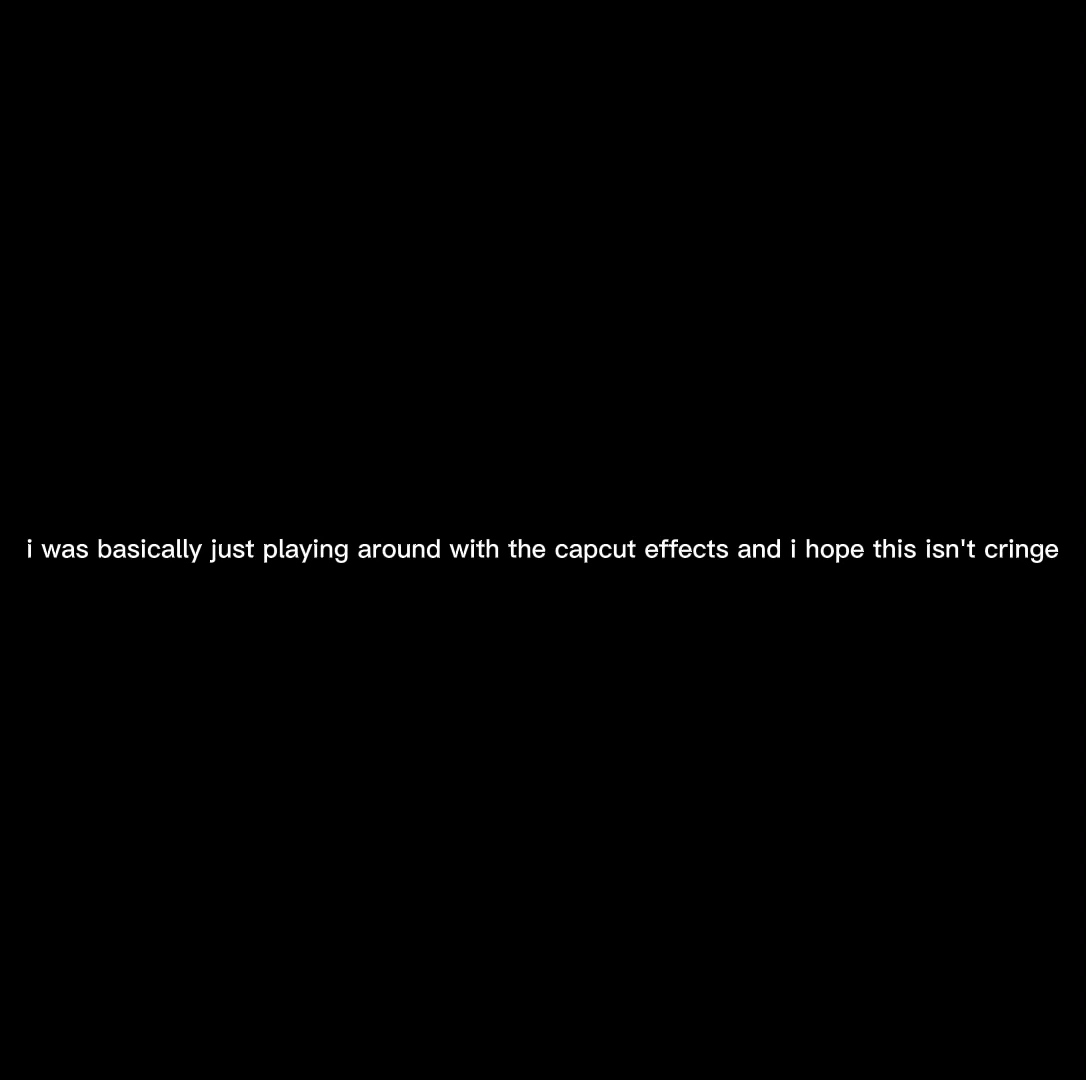 i was basically just playing around with the capcut effects and i hope this isn't cringe